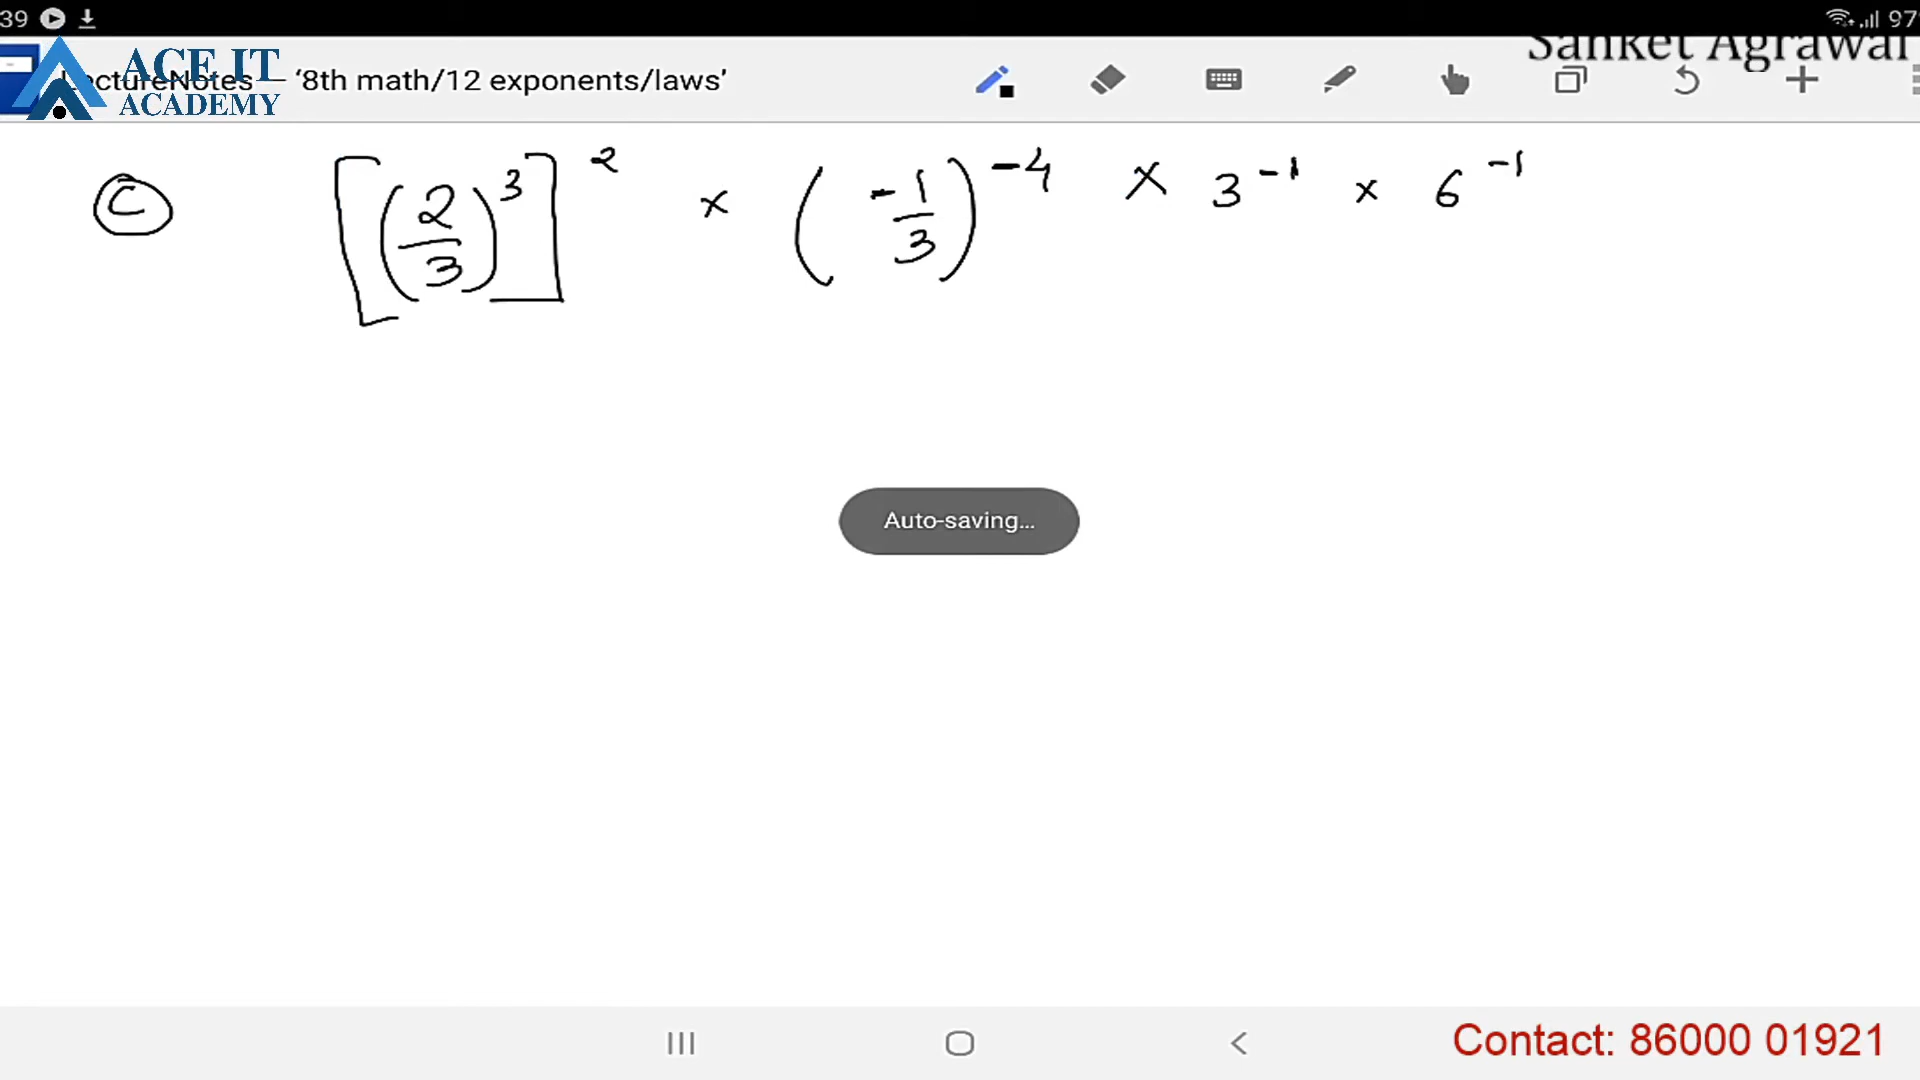 39 97
Sanket Agrawal
ACE IT
ACADEMY
LectureNotes – ‘8th math/12 exponents/laws’
C [(2/3)^3]^2 × (-1/3)^-4 × 3^-1 × 6^-1
Auto-saving...
Contact: 86000 01921